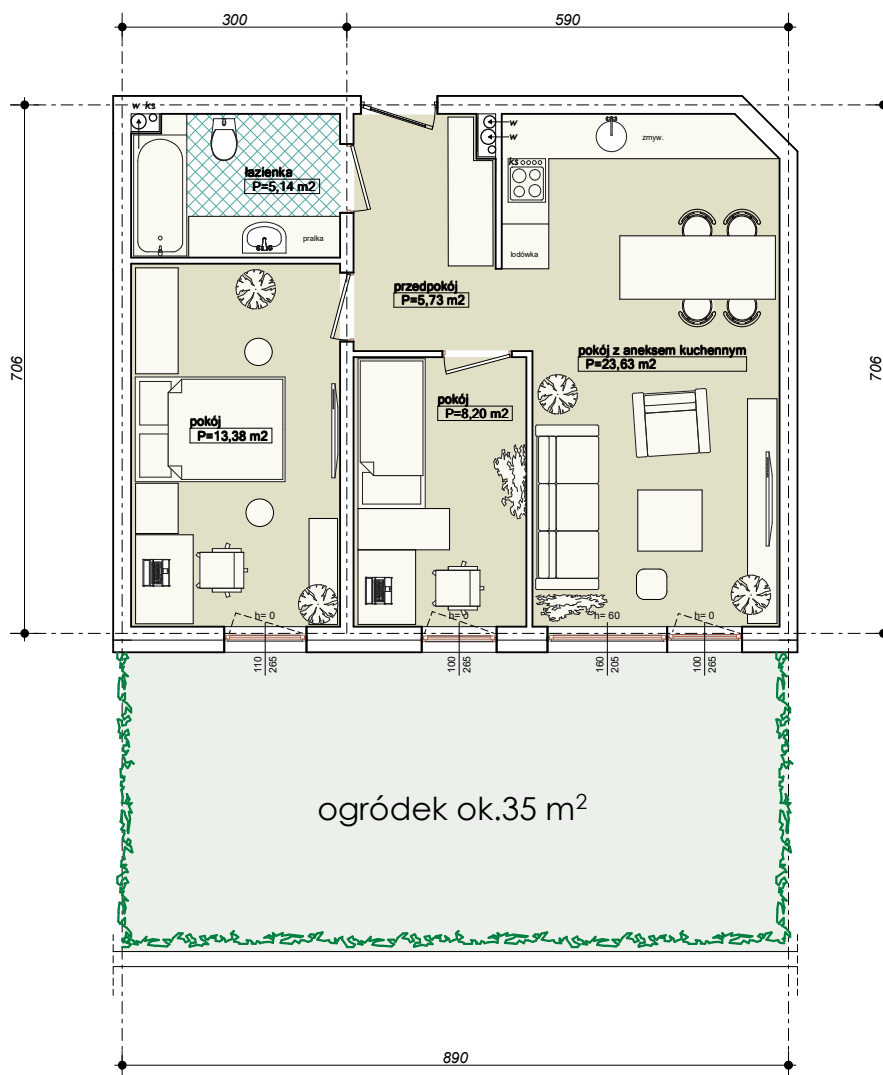 300
590
w ks
w
w
zmyw.
ks
łazienka
P=5,14 m2
pralka
lodówka
przedpokój
P=5,73 m2
pokój z aneksem kuchennym
P=23,63 m2
706
706
pokój
P=13,38 m2
pokój
P=8,20 m2
h= 0
h= 0
h= 60
h= 0
110
265
100
265
160
205
100
265
ogródek ok.35 m²
890